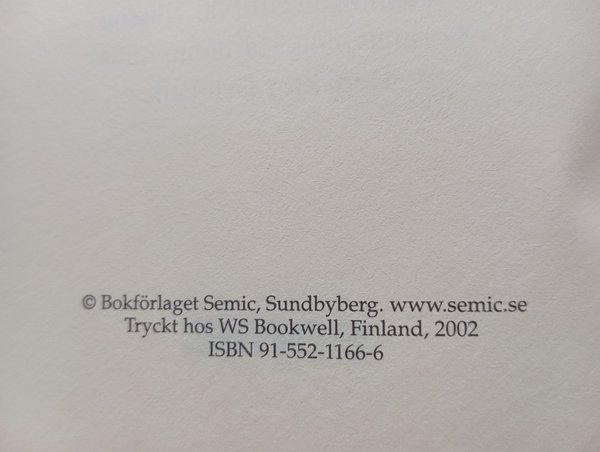 © Bokförlaget Semic, Sundbyberg. www.semic.se
Tryckt hos WS Bookwell, Finland, 2002
ISBN 91-552-1166-6